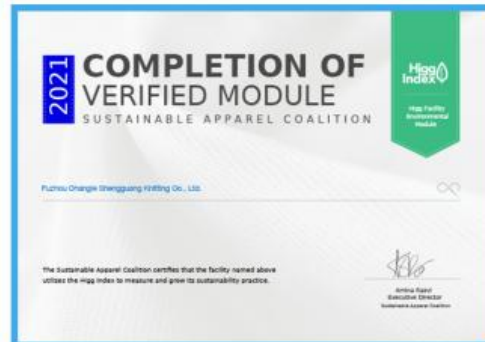 2021
COMPLETION OF
VERIFIED MODULE
SUSTAINABLE APPAREL COALITION
Higg
Index
Higg Facility
Environmental
Module
Fuzhou Shengguang Knitting Co., Ltd.
The Sustainable Apparel Coalition certifies that the facility named above
utilizes the Higg Index to measure and grow its sustainability practice.
Amina Razvi
Executive Director
Sustainable Apparel Coalition